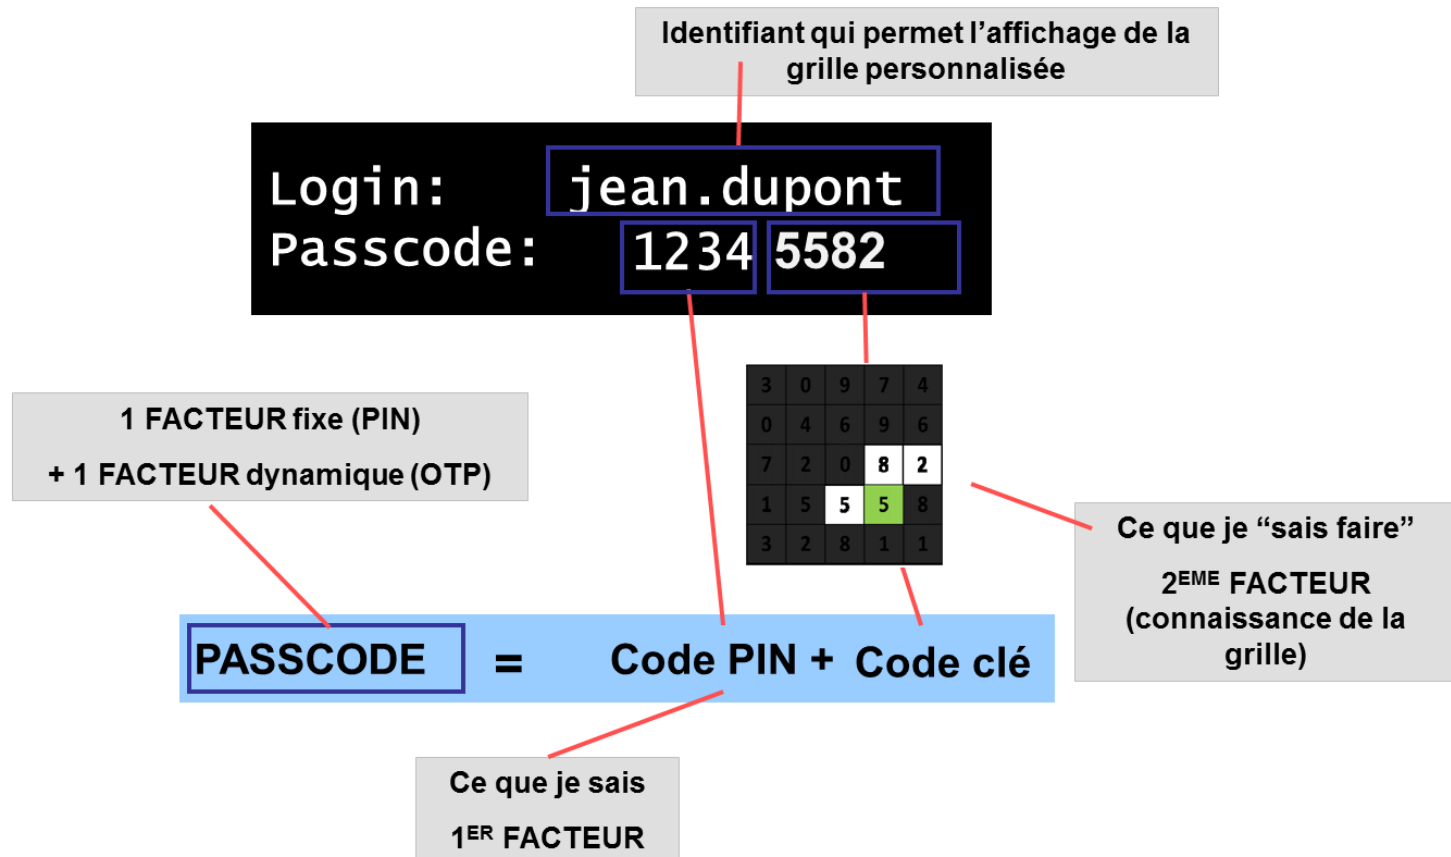 Identifiant qui permet l’affichage de la
grille personnalisée
Login: jean.dupont
Passcode: 1234 5582
3 0 9 7 4
0 4 6 9 6
7 2 0 8 2
1 5 5 5 8
3 2 8 1 1
1 FACTEUR fixe (PIN)
+ 1 FACTEUR dynamique (OTP)
Ce que je “sais faire”
2EME FACTEUR
(connaissance de la
grille)
PASSCODE = Code PIN + Code clé
Ce que je sais
1ER FACTEUR